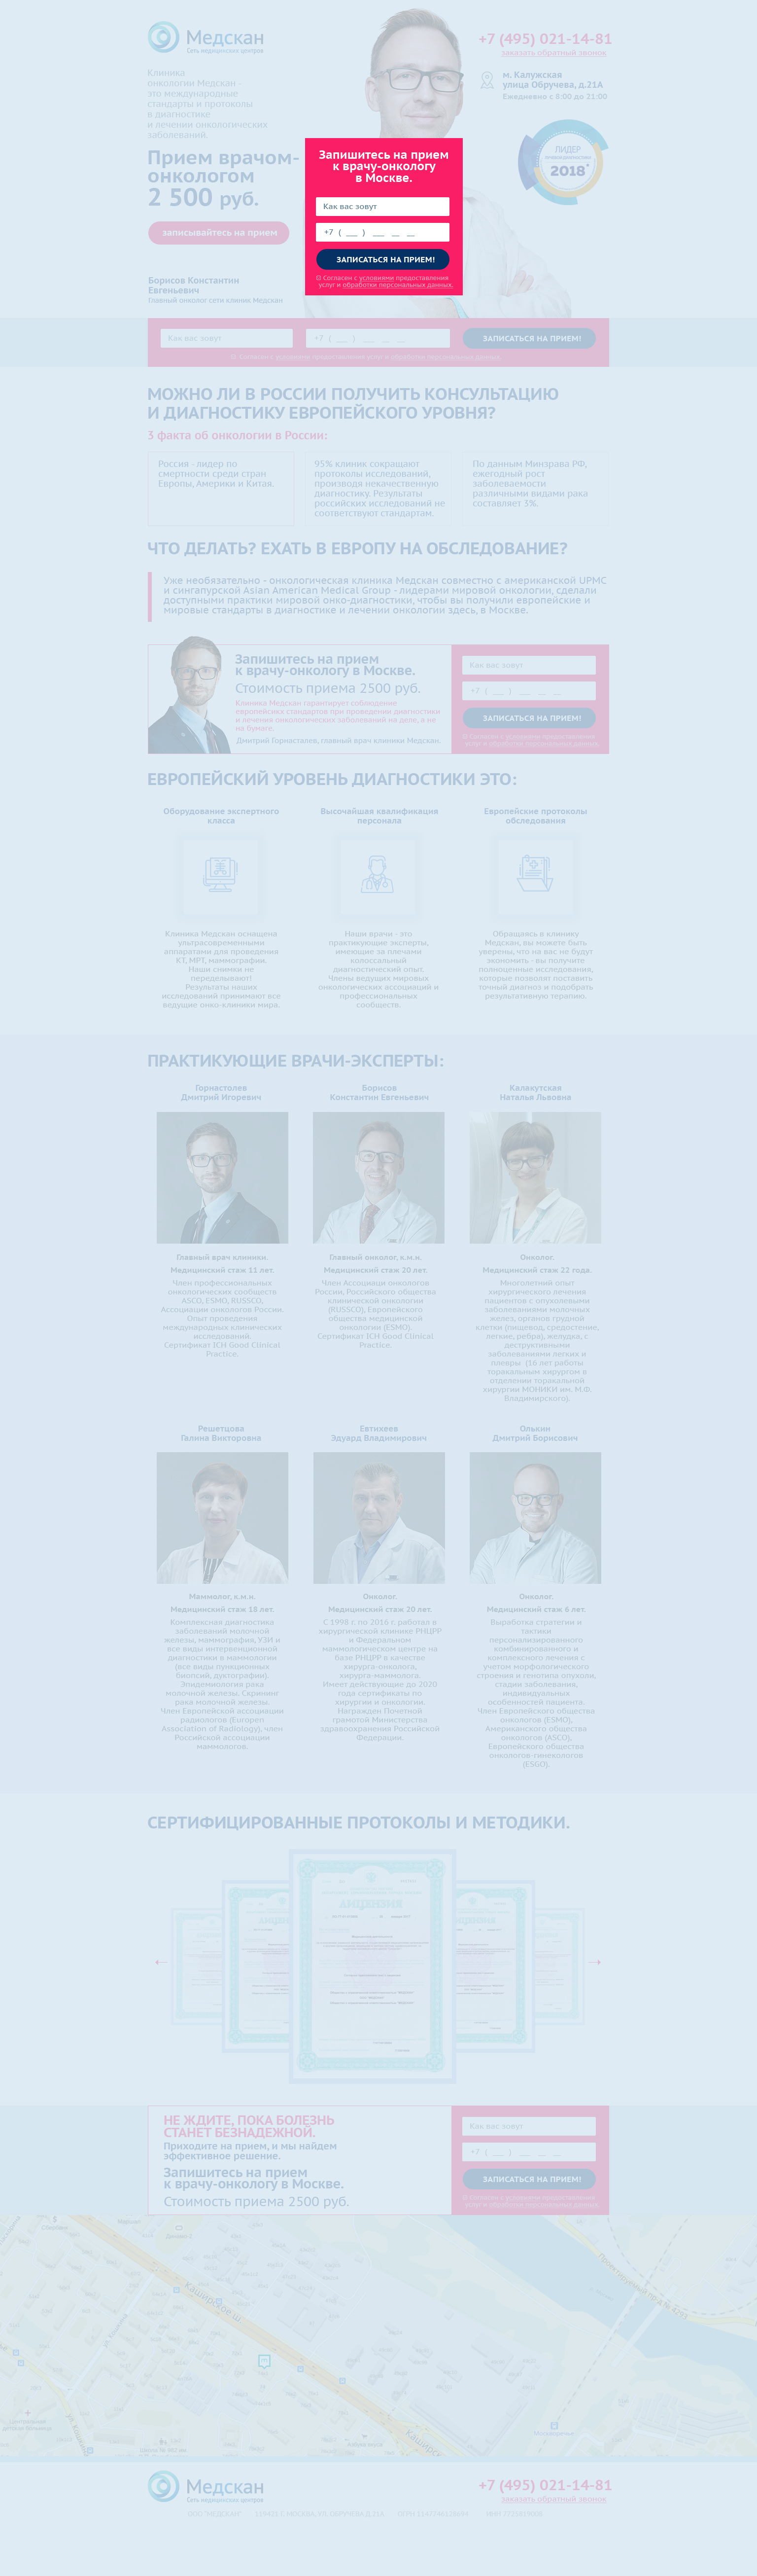 Медскан
Сеть медицинских центров
+7 (495) 021-14-81
заказать обратный звонок
Клиника
онкологии Медскан -
это международные
стандарты и протоколы
в диагностике
и лечении онкологических
заболеваний.
м. Калужская
улица Обручева, д.21А
Ежедневно с 8:00 до 21:00
ЛИДЕР
2018
Прием врачом-
онкологом
2 500 руб.
записывайтесь на прием
Борисов Константин
Евгеньевич
Главный онколог сети клиник Медскан
Запишитесь на прием
к врачу-онкологу
в Москве.
Как вас зовут
+7 ( ___ ) ___ __ __
ЗАПИСАТЬСЯ НА ПРИЕМ!
Согласен с условиями предоставления
услуг и обработки персональных данных.
Как вас зовут
+7 ( ___ ) ___ __ __
ЗАПИСАТЬСЯ НА ПРИЕМ!
Согласен с условиями предоставления услуг и обработки персональных данных.
МОЖНО ЛИ В РОССИИ ПОЛУЧИТЬ КОНСУЛЬТАЦИЮ
И ДИАГНОСТИКУ ЕВРОПЕЙСКОГО УРОВНЯ?
3 факта об онкологии в России:
Россия - лидер по
смертности среди стран
Европы, Америки и Китая.
95% клиник сокращают
протоколы исследований,
производя некачественную
диагностику. Результаты
российских исследований не
соответствуют стандартам.
По данным Минзрава РФ,
ежегодный рост
заболеваемости
различными видами рака
составляет 3%.
ЧТО ДЕЛАТЬ? ЕХАТЬ В ЕВРОПУ НА ОБСЛЕДОВАНИЕ?
Уже необязательно - онкологическая клиника Медскан совместно с американской UPMC
и сингапурской Asian American Medical Group - лидерами мировой онкологии, сделали
доступными практики мировой онко-диагностики, чтобы вы получили европейские и
мировые стандарты в диагностике и лечении онкологии здесь, в Москве.
Запишитесь на прием
к врачу-онкологу в Москве.
Стоимость приема 2500 руб.
Клиника Медскан гарантирует соблюдение
европейских стандартов при проведении диагностики
и лечения онкологических заболеваний на деле, а не
на бумаге.
Дмитрий Горностолев, главный врач клиники Медскан.
Как вас зовут
+7 ( ___ ) ___ __ __
ЗАПИСАТЬСЯ НА ПРИЕМ!
Согласен с условиями предоставления
услуг и обработки персональных данных.
ЕВРОПЕЙСКИЙ УРОВЕНЬ ДИАГНОСТИКИ ЭТО:
Оборудование экспертного
класса
Высочайшая квалификация
персонала
Европейские протоколы
обследования
Клиника Медскан оснащена
ультрасовременными
аппаратами для проведения
КТ, МРТ, маммографии.
Наши снимки не
переделывают!
Результаты наших
исследований принимают все
ведущие онко-клиники мира.
Наши врачи - это
практикующие эксперты,
имеющие за плечами
колоссальный
диагностический опыт.
Члены ведущих мировых
онкологических ассоциаций и
профессиональных
сообществ.
Обращаясь в клинику
Медскан, вы можете быть
уверены, что на вас не будут
экономить - вы получите
полноценные исследования,
которые позволят поставить
точный диагноз и подобрать
результативную терапию.
ПРАКТИКУЮЩИЕ ВРАЧИ-ЭКСПЕРТЫ:
Горнастолев
Дмитрий Игоревич
Борисов
Константин Евгеньевич
Калакутская
Наталья Львовна
Главный врач клиники.
Медицинский стаж 11 лет.
Член профессиональных
онкологических сообществ
ASCO, ESMO, RUSSCO,
Ассоциации онкологов России.
Опыт проведения
международных клинических
исследований.
Сертификат ICH Good Clinical
Practice.
Главный онколог, к.м.н.
Медицинский стаж 20 лет.
Член Ассоциаци онкологов
России, Российского общества
клинической онкологии
(RUSSCO), Европейского
общества медицинской
онкологии (ESMO).
Сертификат ICH Good Clinical
Practice.
Онколог.
Медицинский стаж 22 года.
Многолетний опыт
хирургического лечения
пациентов с опухолевыми
заболеваниями молочных
желез, органов грудной
клетки (пищевод, средостение,
легкие, ребра), желудка, с
деструктивными
заболеваниями легких и
плевры (16 лет работы
торакальным хирургом в
отделении торакальной
хирургии МОНИКИ им. М.Ф.
Владимирского).
Решетцова
Галина Викторовна
Евтихеев
Эдуард Владимирович
Олькин
Дмитрий Борисович
Маммолог, к.м.н.
Медицинский стаж 18 лет.
Комплексная диагностика
заболеваний молочной
железы, маммография, УЗИ и
все виды интервенционной
диагностики в маммологии
(все виды пункционных
биопсий, дуктографии).
Эпидемиология рака
молочной железы. Скрининг
рака молочной железы.
Член Европейской ассоциации
радиологов (Europen
Association of Radiology), член
Российской ассоциации
маммологов.
Онколог.
Медицинский стаж 20 лет.
С 1998 г. по 2016 г. работал в
хирургической клинике РНЦРР
и Федеральном
маммологическом центре на
базе РНЦРР в качестве
хирурга-онколога,
хирурга-маммолога.
Имеет действующие до 2020
года сертификаты по
хирургии и онкологии.
Награжден Почетной
грамотой Министерства
здравоохранения Российской
Федерации.
Онколог.
Медицинский стаж 6 лет.
Выработка стратегии и
тактики
персонализированного
комбинированного и
комплексного лечения с
учетом морфологического
строения и генотипа опухоли,
стадии заболевания,
индивидуальных
особенностей пациента.
Член Европейского общества
онкологов (ESMO),
Американского общества
онкологов (ASCO),
Европейского общества
онкологов-гинекологов
(ESGO).
СЕРТИФИЦИРОВАННЫЕ ПРОТОКОЛЫ И МЕТОДИКИ.
ЛИЦЕНЗИЯ
НЕ ЖДИТЕ, ПОКА БОЛЕЗНЬ
СТАНЕТ БЕЗНАДЕЖНОЙ.
Приходите на прием, и мы найдем
эффективное решение.
Запишитесь на прием
к врачу-онкологу в Москве.
Стоимость приема 2500 руб.
Как вас зовут
+7 ( ___ ) ___ __ __
ЗАПИСАТЬСЯ НА ПРИЕМ!
Согласен с условиями предоставления
услуг и обработки персональных данных.
Каширское ш.
Каширс
Медскан
Сеть медицинских центров
+7 (495) 021-14-81
заказать обратный звонок